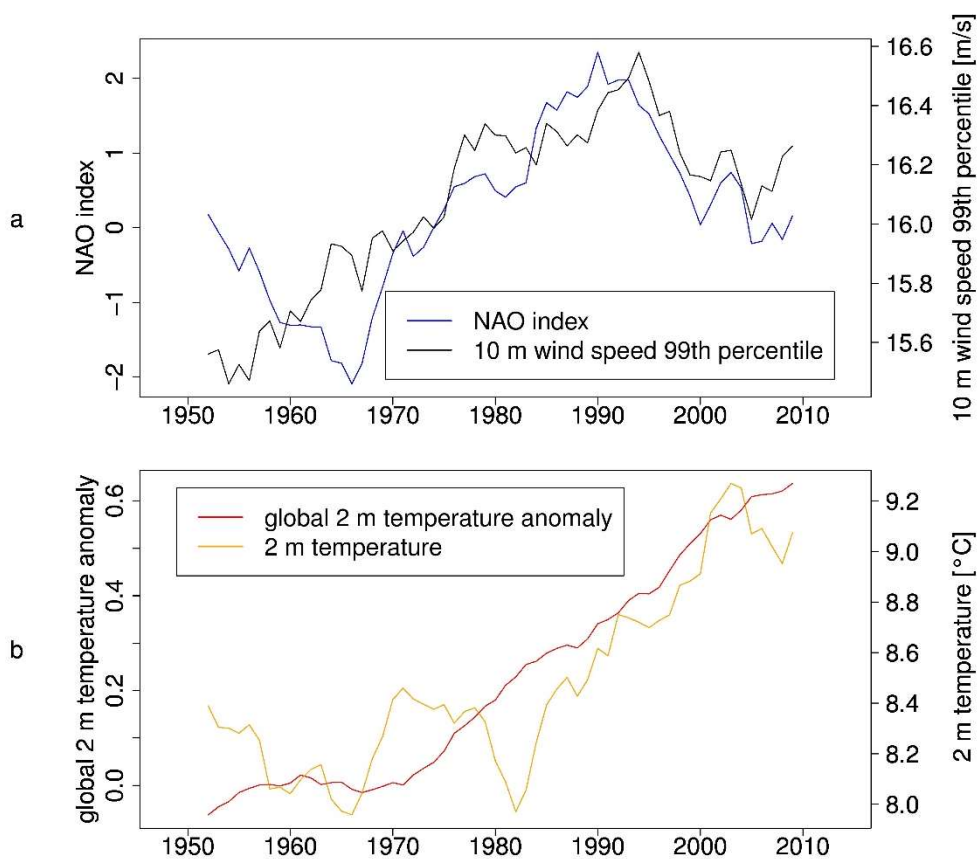 a
NAO index
2
1
0
−1
−2
16.6
16.4
16.2
16.0
15.8
15.6
10 m wind speed 99th percentile [m/s]
NAO index
10 m wind speed 99th percentile
1950 1960 1970 1980 1990 2000 2010
b
global 2 m temperature anomaly
0.6
0.4
0.2
0.0
9.2
9.0
8.8
8.6
8.4
8.2
8.0
2 m temperature [°C]
global 2 m temperature anomaly
2 m temperature
1950 1960 1970 1980 1990 2000 2010